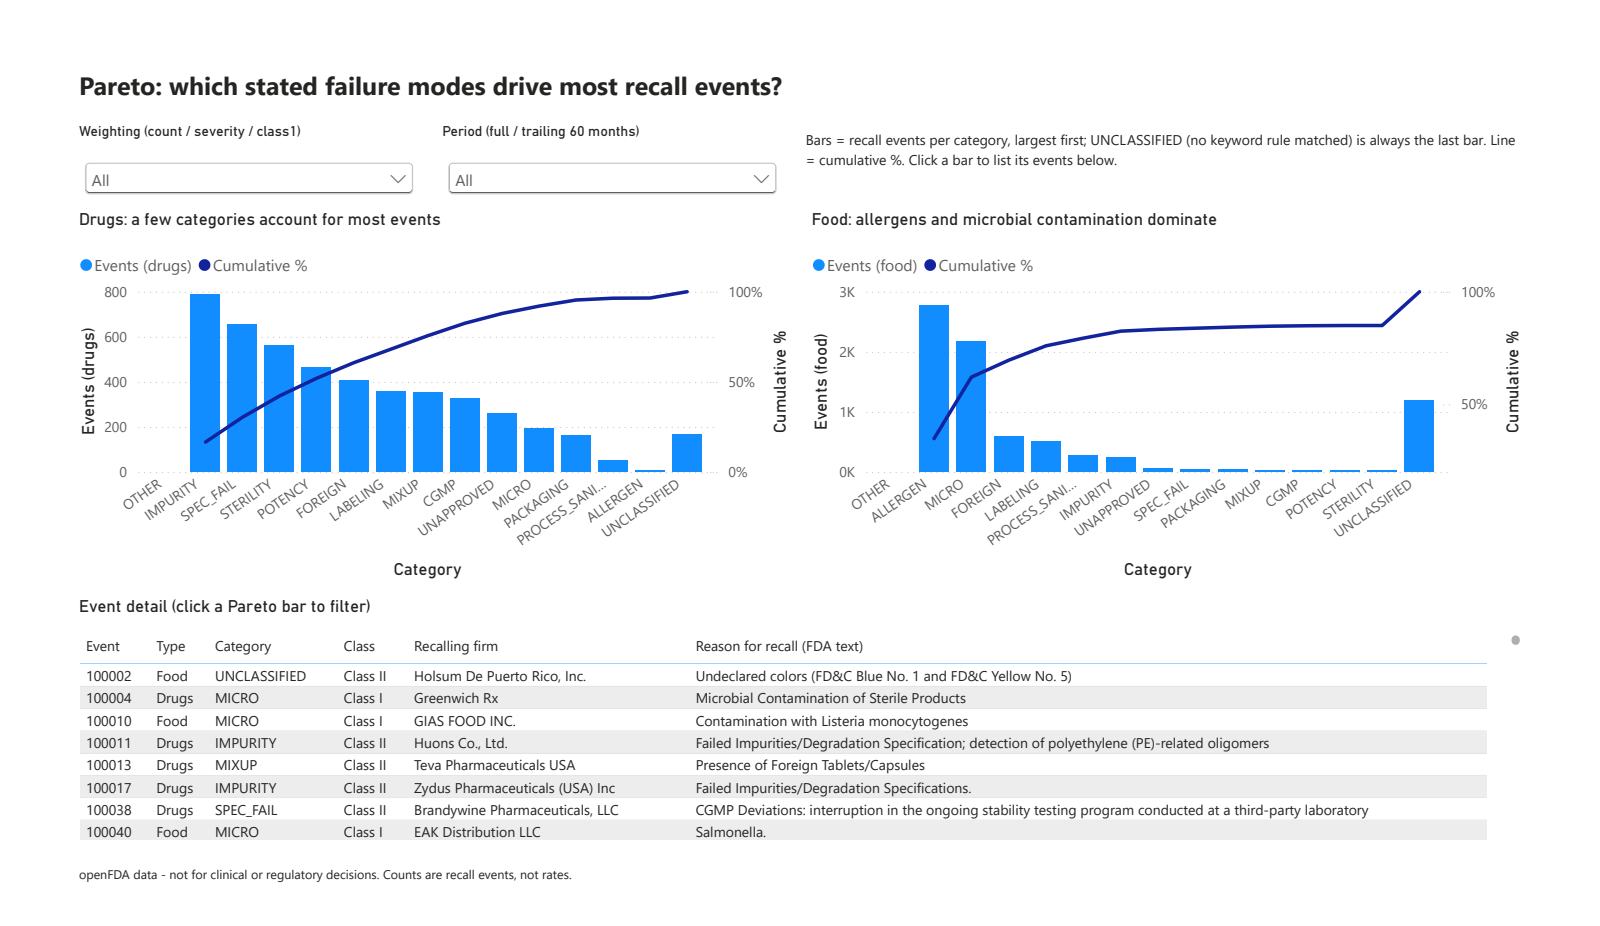 Pareto: which stated failure modes drive most recall events?
Weighting (count / severity / class1)
Period (full / trailing 60 months)
All
All
Bars = recall events per category, largest first; UNCLASSIFIED (no keyword rule matched) is always the last bar. Line
= cumulative %. Click a bar to list its events below.
Drugs: a few categories account for most events
Events (drugs) Cumulative %
800
600
400
200
0
100%
50%
0%
Events (drugs)
Cumulative %
OTHER
IMPURITY
SPEC_FAIL
STERILITY
POTENCY
FOREIGN
LABELING
MIXUP
CGMP
UNAPPROVED
MICRO
PACKAGING
PROCESS_SANI...
ALLERGEN
UNCLASSIFIED
Category
Food: allergens and microbial contamination dominate
Events (food) Cumulative %
3K
2K
1K
0K
100%
50%
Events (food)
Cumulative %
OTHER
ALLERGEN
MICRO
FOREIGN
LABELING
PROCESS_SANI...
IMPURITY
UNAPPROVED
SPEC_FAIL
PACKAGING
MIXUP
CGMP
POTENCY
STERILITY
UNCLASSIFIED
Category
Event detail (click a Pareto bar to filter)
Event Type Category Class Recalling firm Reason for recall (FDA text)
100002 Food UNCLASSIFIED Class II Holsum De Puerto Rico, Inc. Undeclared colors (FD&C Blue No. 1 and FD&C Yellow No. 5)
100004 Drugs MICRO Class I Greenwich Rx Microbial Contamination of Sterile Products
100010 Food MICRO Class I GIAS FOOD INC. Contamination with Listeria monocytogenes
100011 Drugs IMPURITY Class II Huons Co., Ltd. Failed Impurities/Degradation Specification; detection of polyethylene (PE)-related oligomers
100013 Drugs MIXUP Class II Teva Pharmaceuticals USA Presence of Foreign Tablets/Capsules
100017 Drugs IMPURITY Class II Zydus Pharmaceuticals (USA) Inc Failed Impurities/Degradation Specifications.
100038 Drugs SPEC_FAIL Class II Brandywine Pharmaceuticals, LLC CGMP Deviations: interruption in the ongoing stability testing program conducted at a third-party laboratory
100040 Food MICRO Class I EAK Distribution LLC Salmonella.
openFDA data - not for clinical or regulatory decisions. Counts are recall events, not rates.